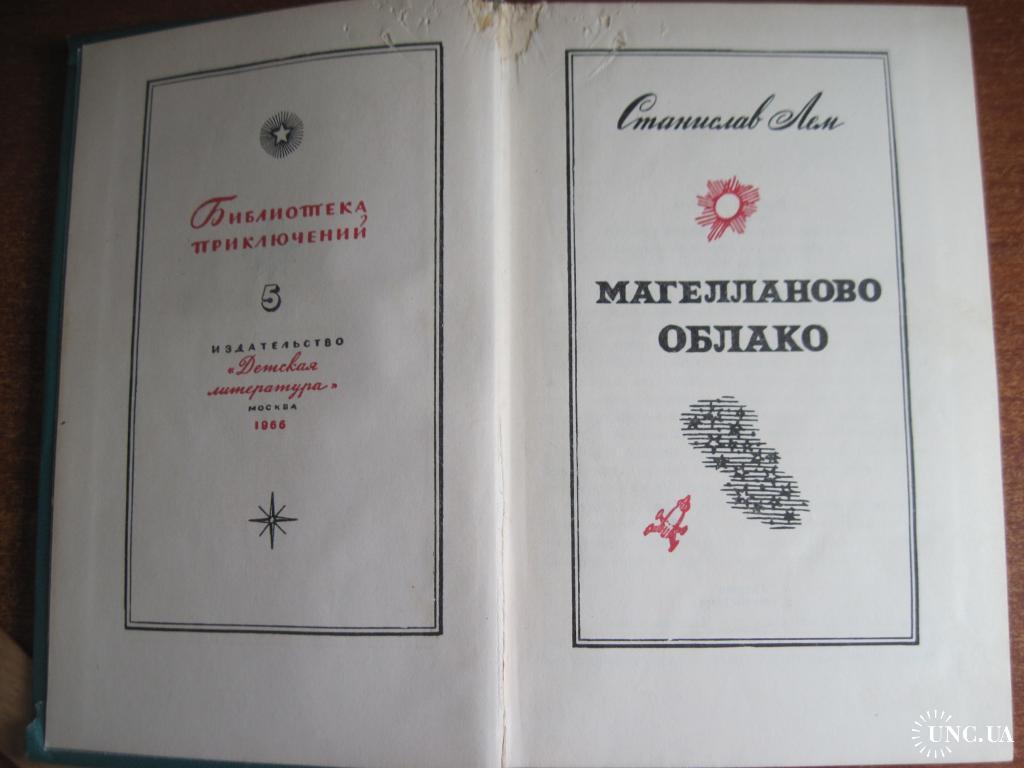 Библиотека
приключений
5
ИЗДАТЕЛЬСТВО
«Детская
литература»
МОСКВА
1966
Станислав Лем
МАГЕЛЛАНОВО
ОБЛАКО
UNC.UA